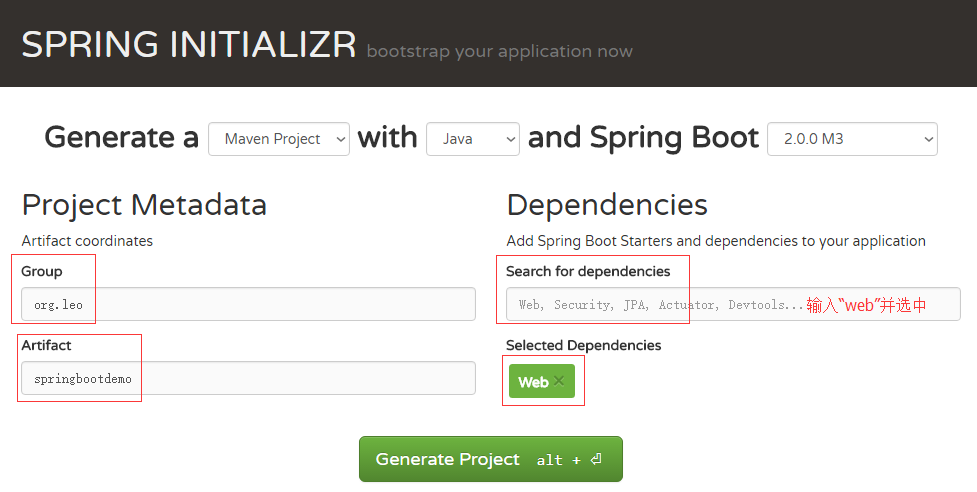 SPRING INITIALIZR bootstrap your application now
Generate a Maven Project with Java and Spring Boot 2.0.0 M3
Project Metadata
Artifact coordinates
Group
org.leo
Artifact
springbootdemo
Dependencies
Add Spring Boot Starters and dependencies to your application
Search for dependencies
Web, Security, JPA, Actuator, Devtools...输入“web”并选中
Selected Dependencies
Web ×
Generate Project alt + ⏎